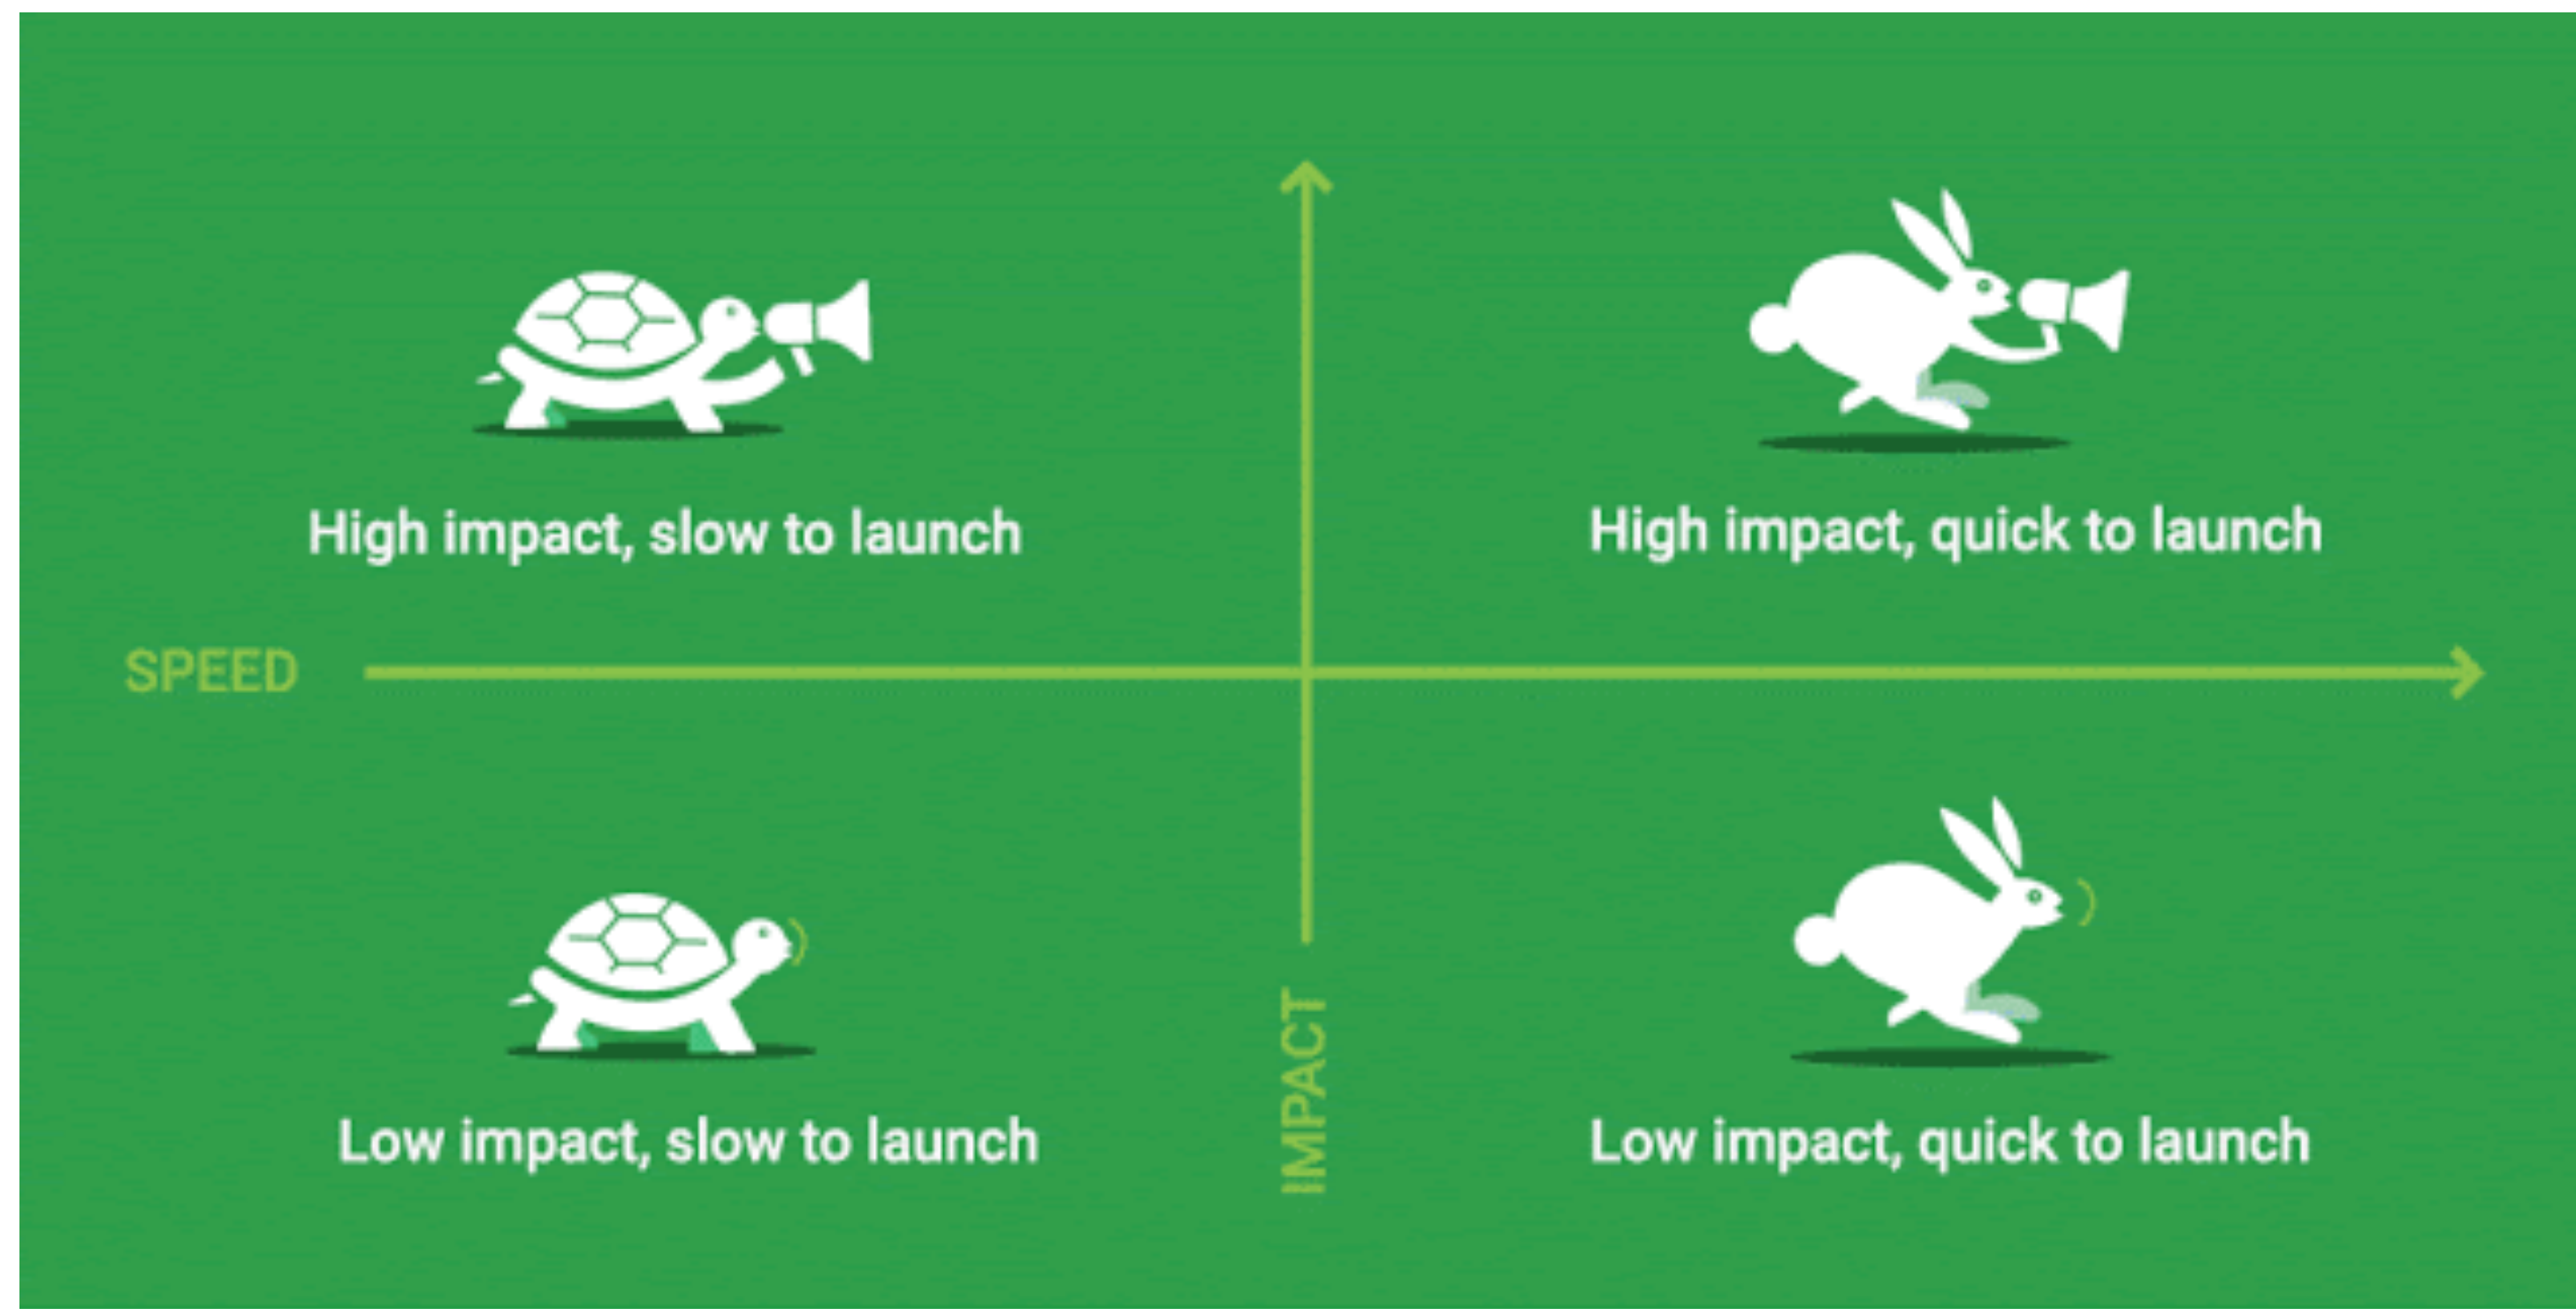 High impact, slow to launch
High impact, quick to launch
SPEED
Low impact, slow to launch
IMPACT
Low impact, quick to launch